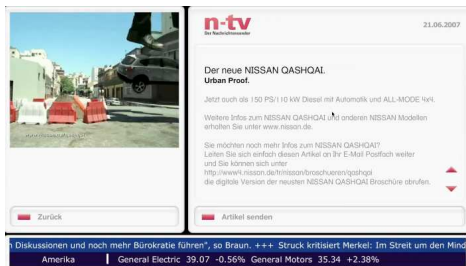 n-tv
Der Nachrichtensender
21.06.2007
Der neue NISSAN QASHQAI.
Urban Proof.
Jetzt auch als 150 PS/110 kW Diesel mit Automatik und ALL-MODE 4x4.
Weitere Infos zum NISSAN QASHQAI und anderen NISSAN Modellen
erhalten Sie unter www.nissan.de.
Sie möchten noch mehr Infos zum NISSAN QASHQAI?
Leiten Sie sich einfach diesen Artikel an Ihr E-Mail Postfach weiter
und Sie können sich unter
http://www4.nissan.de/fr/nissan/broschueren/qashqai
die digitale Version der neusten NISSAN QASHQAI Broschüre abrufen.
Zurück
Artikel senden
n Diskussionen und noch mehr Bürokratie führen", so Braun. +++ Struck kritisiert Merkel: Im Streit um den Mind
Amerika
General Electric 39.07 -0.56% General Motors 35.34 +2.38%